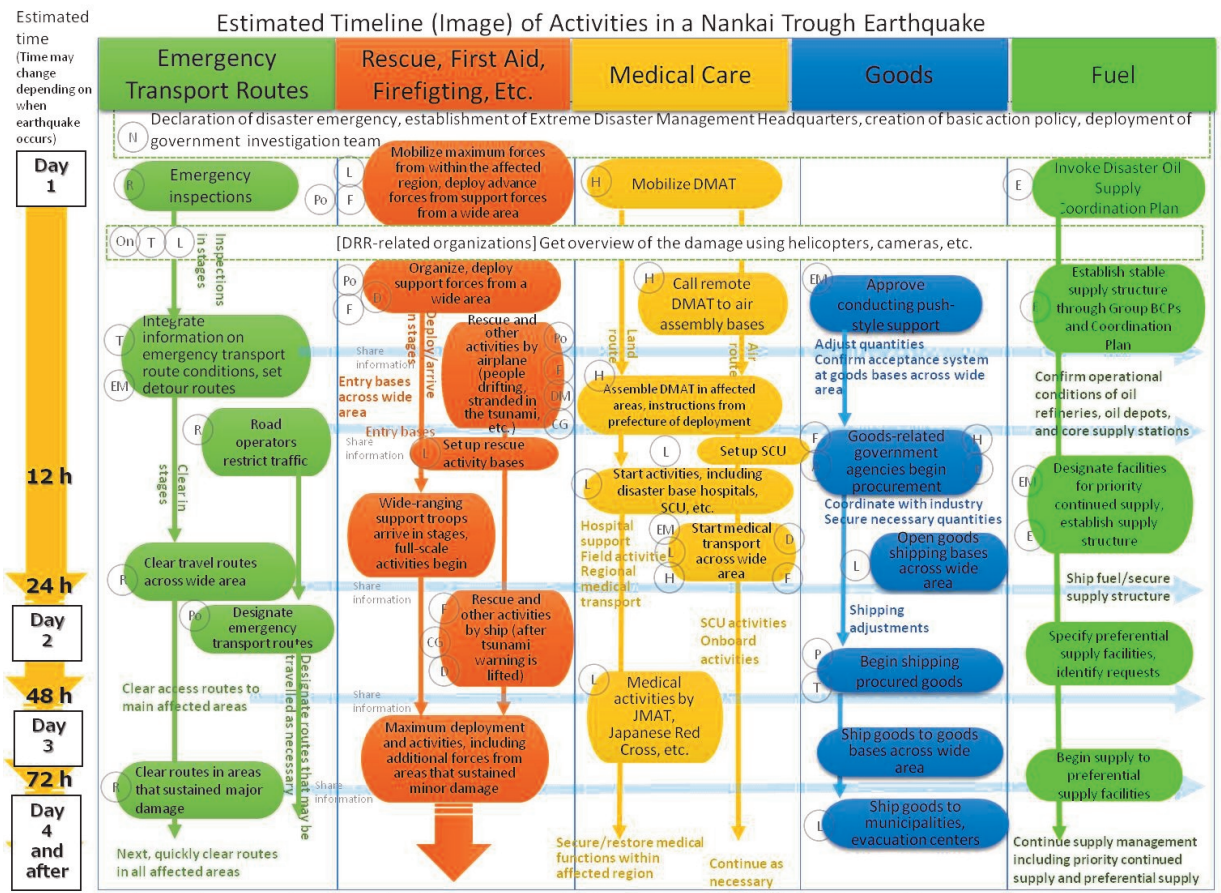 Estimated Timeline (Image) of Activities in a Nankai Trough Earthquake
Estimated
time
(Time may
change
depending on
when
earthquake
occurs)
Emergency
Transport Routes
Rescue, First Aid,
Firefigting, Etc.
Medical Care
Goods
Fuel
N
Declaration of disaster emergency, establishment of Extreme Disaster Management Headquarters, creation of basic action policy, deployment of
government investigation team
Day
1
R
Emergency
inspections
Po
L
F
Mobilize maximum forces
from within the affected
region, deploy advance
forces from support forces
from a wide area
H
Mobilize DMAT
E
Invoke Disaster Oil
Supply
Coordination Plan
On
T
L
[DRR-related organizations] Get overview of the damage using helicopters, cameras, etc.
Inspections
in stages
T
EM
Integrate
information on
emergency transport
route conditions, set
detour routes
R
Road
operators
restrict traffic
Clear in
stages
R
Clear travel routes
across wide area
Po
Designate
emergency
transport routes
Clear access routes to
main affected areas
Designate routes that may be
travelled as necessary
R
Clear routes in areas
that sustained major
damage
Next, quickly clear routes
in all affected areas
Share
information
Share
information
Share
information
Share
information
Share
information
Po
F
D
Organize, deploy
support forces from a
wide area
Deploy/arrive
in stages
Entry bases
across wide
area
Rescue and
other activities
by airplane
(people
drifting,
stranded in
the tsunami,
etc.)
Po
F
DM
CG
Entry bases
L
Set up rescue
activity bases
Wide-ranging
support troops
arrive in stages,
full-scale
activities begin
F
CG
D
Rescue and
other activities
by ship (after
tsunami
warning is
lifted)
Maximum deployment
and activities, including
additional forces from
areas that sustained
minor damage
H
Call remote
DMAT to air
assembly bases
Land
route
Air
route
H
Assemble DMAT in affected
areas, instructions from
prefecture of deployment
L
Set up SCU
L
Start activities, including
disaster base hospitals,
SCU, etc.
Hospital
support
Field activities
Regional
medical
transport
EM
L
H
Start medical
transport across
wide area
D
F
SCU activities
Onboard
activities
L
Medical
activities by
JMAT,
Japanese Red
Cross, etc.
Secure/restore medical
functions within
affected region
Continue as
necessary
EM
Approve
conducting push-
style support
Adjust quantities
Confirm acceptance system
at goods bases across wide
area
F
H
Goods-related
government
agencies begin
procurement
Coordinate with industry
Secure necessary quantities
L
Open goods
shipping bases
across wide
area
Shipping
adjustments
P
T
Begin shipping
procured goods
Ship goods to goods
bases across wide
area
L
Ship goods to
municipalities,
evacuation centers
Establish stable
supply structure
through Group BCPs
and Coordination
Plan
Confirm operational
conditions of oil
refineries, oil depots,
and core supply stations
EM
E
Designate facilities
for priority
continued supply,
establish supply
structure
Ship fuel/secure
supply structure
Specify preferential
supply facilities,
identify requests
Begin supply to
preferential
supply facilities
Continue supply management
including priority continued
supply and preferential supply
12 h
24 h
Day
2
48 h
Day
3
72 h
Day
4
and
after